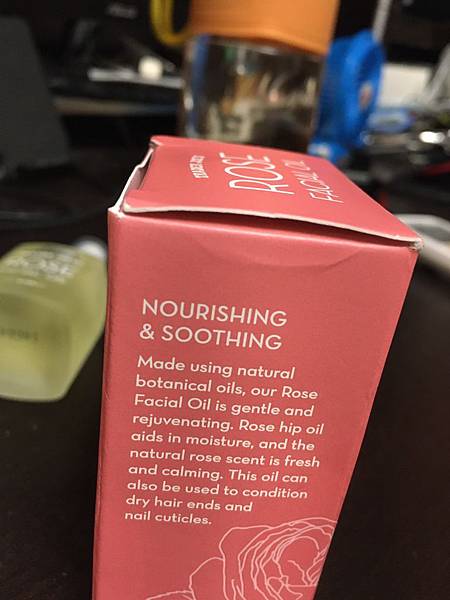 ROSE
FACIAL OIL
NOURISHING
& SOOTHING
Made using natural
botanical oils, our Rose
Facial Oil is gentle and
rejuvenating. Rose hip oil
aids in moisture, and the
natural rose scent is fresh
and calming. This oil can
also be used to condition
dry hair ends and
nail cuticles.
ROSE